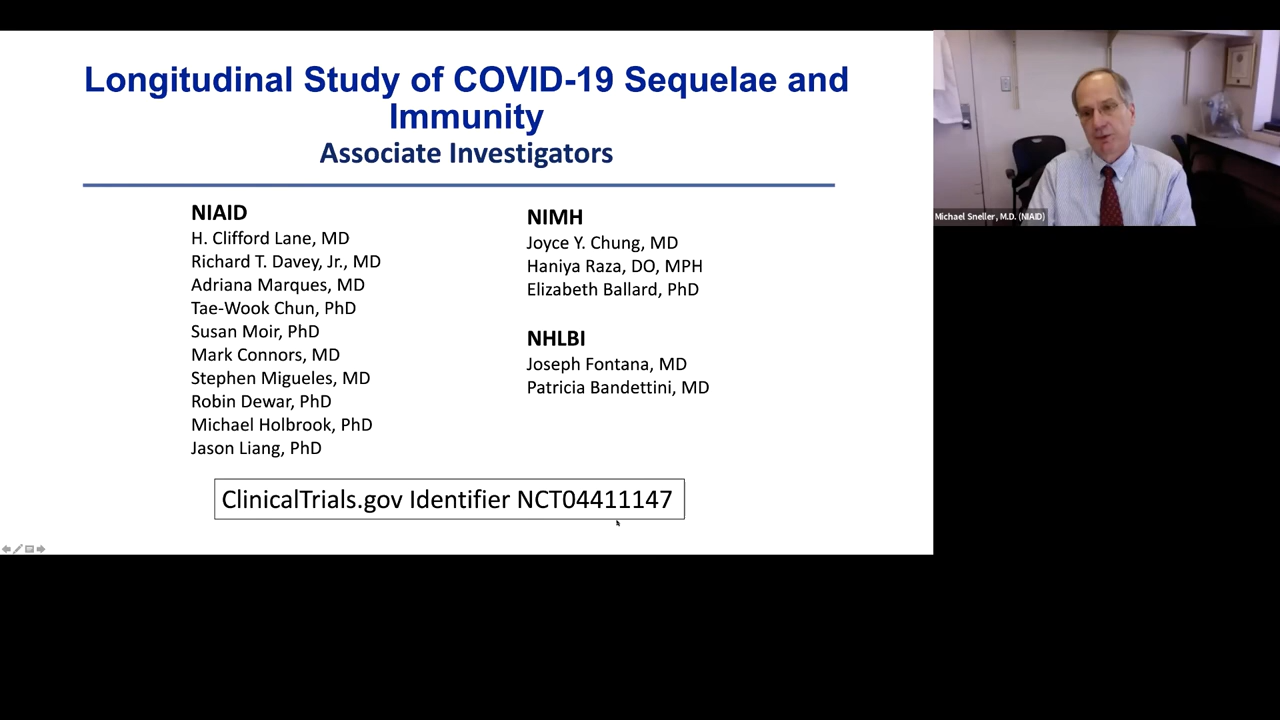 Longitudinal Study of COVID-19 Sequelae and
Immunity
Associate Investigators
NIAID
H. Clifford Lane, MD
Richard T. Davey, Jr., MD
Adriana Marques, MD
Tae-Wook Chun, PhD
Susan Moir, PhD
Mark Connors, MD
Stephen Migueles, MD
Robin Dewar, PhD
Michael Holbrook, PhD
Jason Liang, PhD
NIMH
Joyce Y. Chung, MD
Haniya Raza, DO, MPH
Elizabeth Ballard, PhD
NHLBI
Joseph Fontana, MD
Patricia Bandettini, MD
ClinicalTrials.gov Identifier NCT04411147
Michael Sneller, M.D. (NIAID)